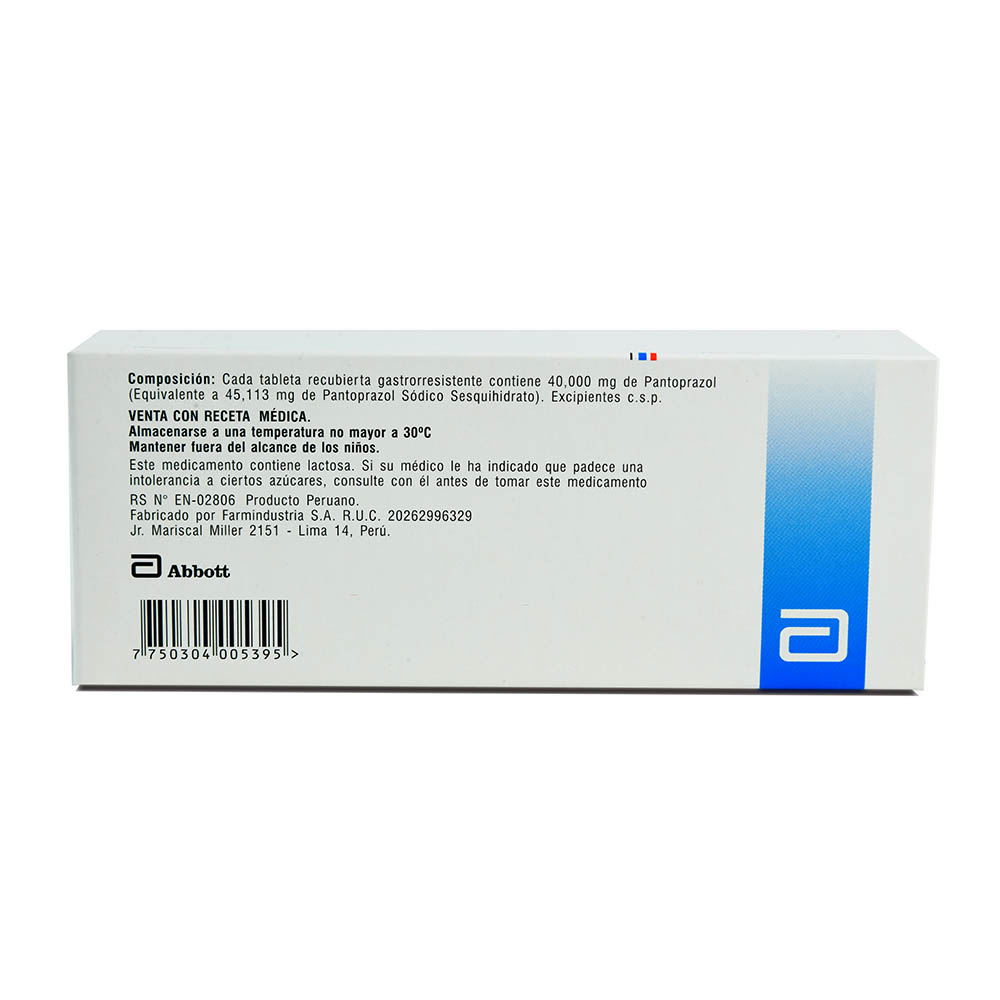 Composición: Cada tableta recubierta gastrorresistente contiene 40,000 mg de Pantoprazol
(Equivalente a 45,113 mg de Pantoprazol Sódico Sesquihidrato). Excipientes c.s.p.
VENTA CON RECETA MÉDICA.
Almacenarse a una temperatura no mayor a 30ºC
Mantener fuera del alcance de los niños.
Este medicamento contiene lactosa. Si su médico le ha indicado que padece una
intolerancia a ciertos azúcares, consulte con él antes de tomar este medicamento
RS N° EN-02806 Producto Peruano.
Fabricado por Farmindustria S.A. R.U.C. 20262996329
Jr. Mariscal Miller 2151 - Lima 14, Perú.
Abbott
7 750304 005395 >